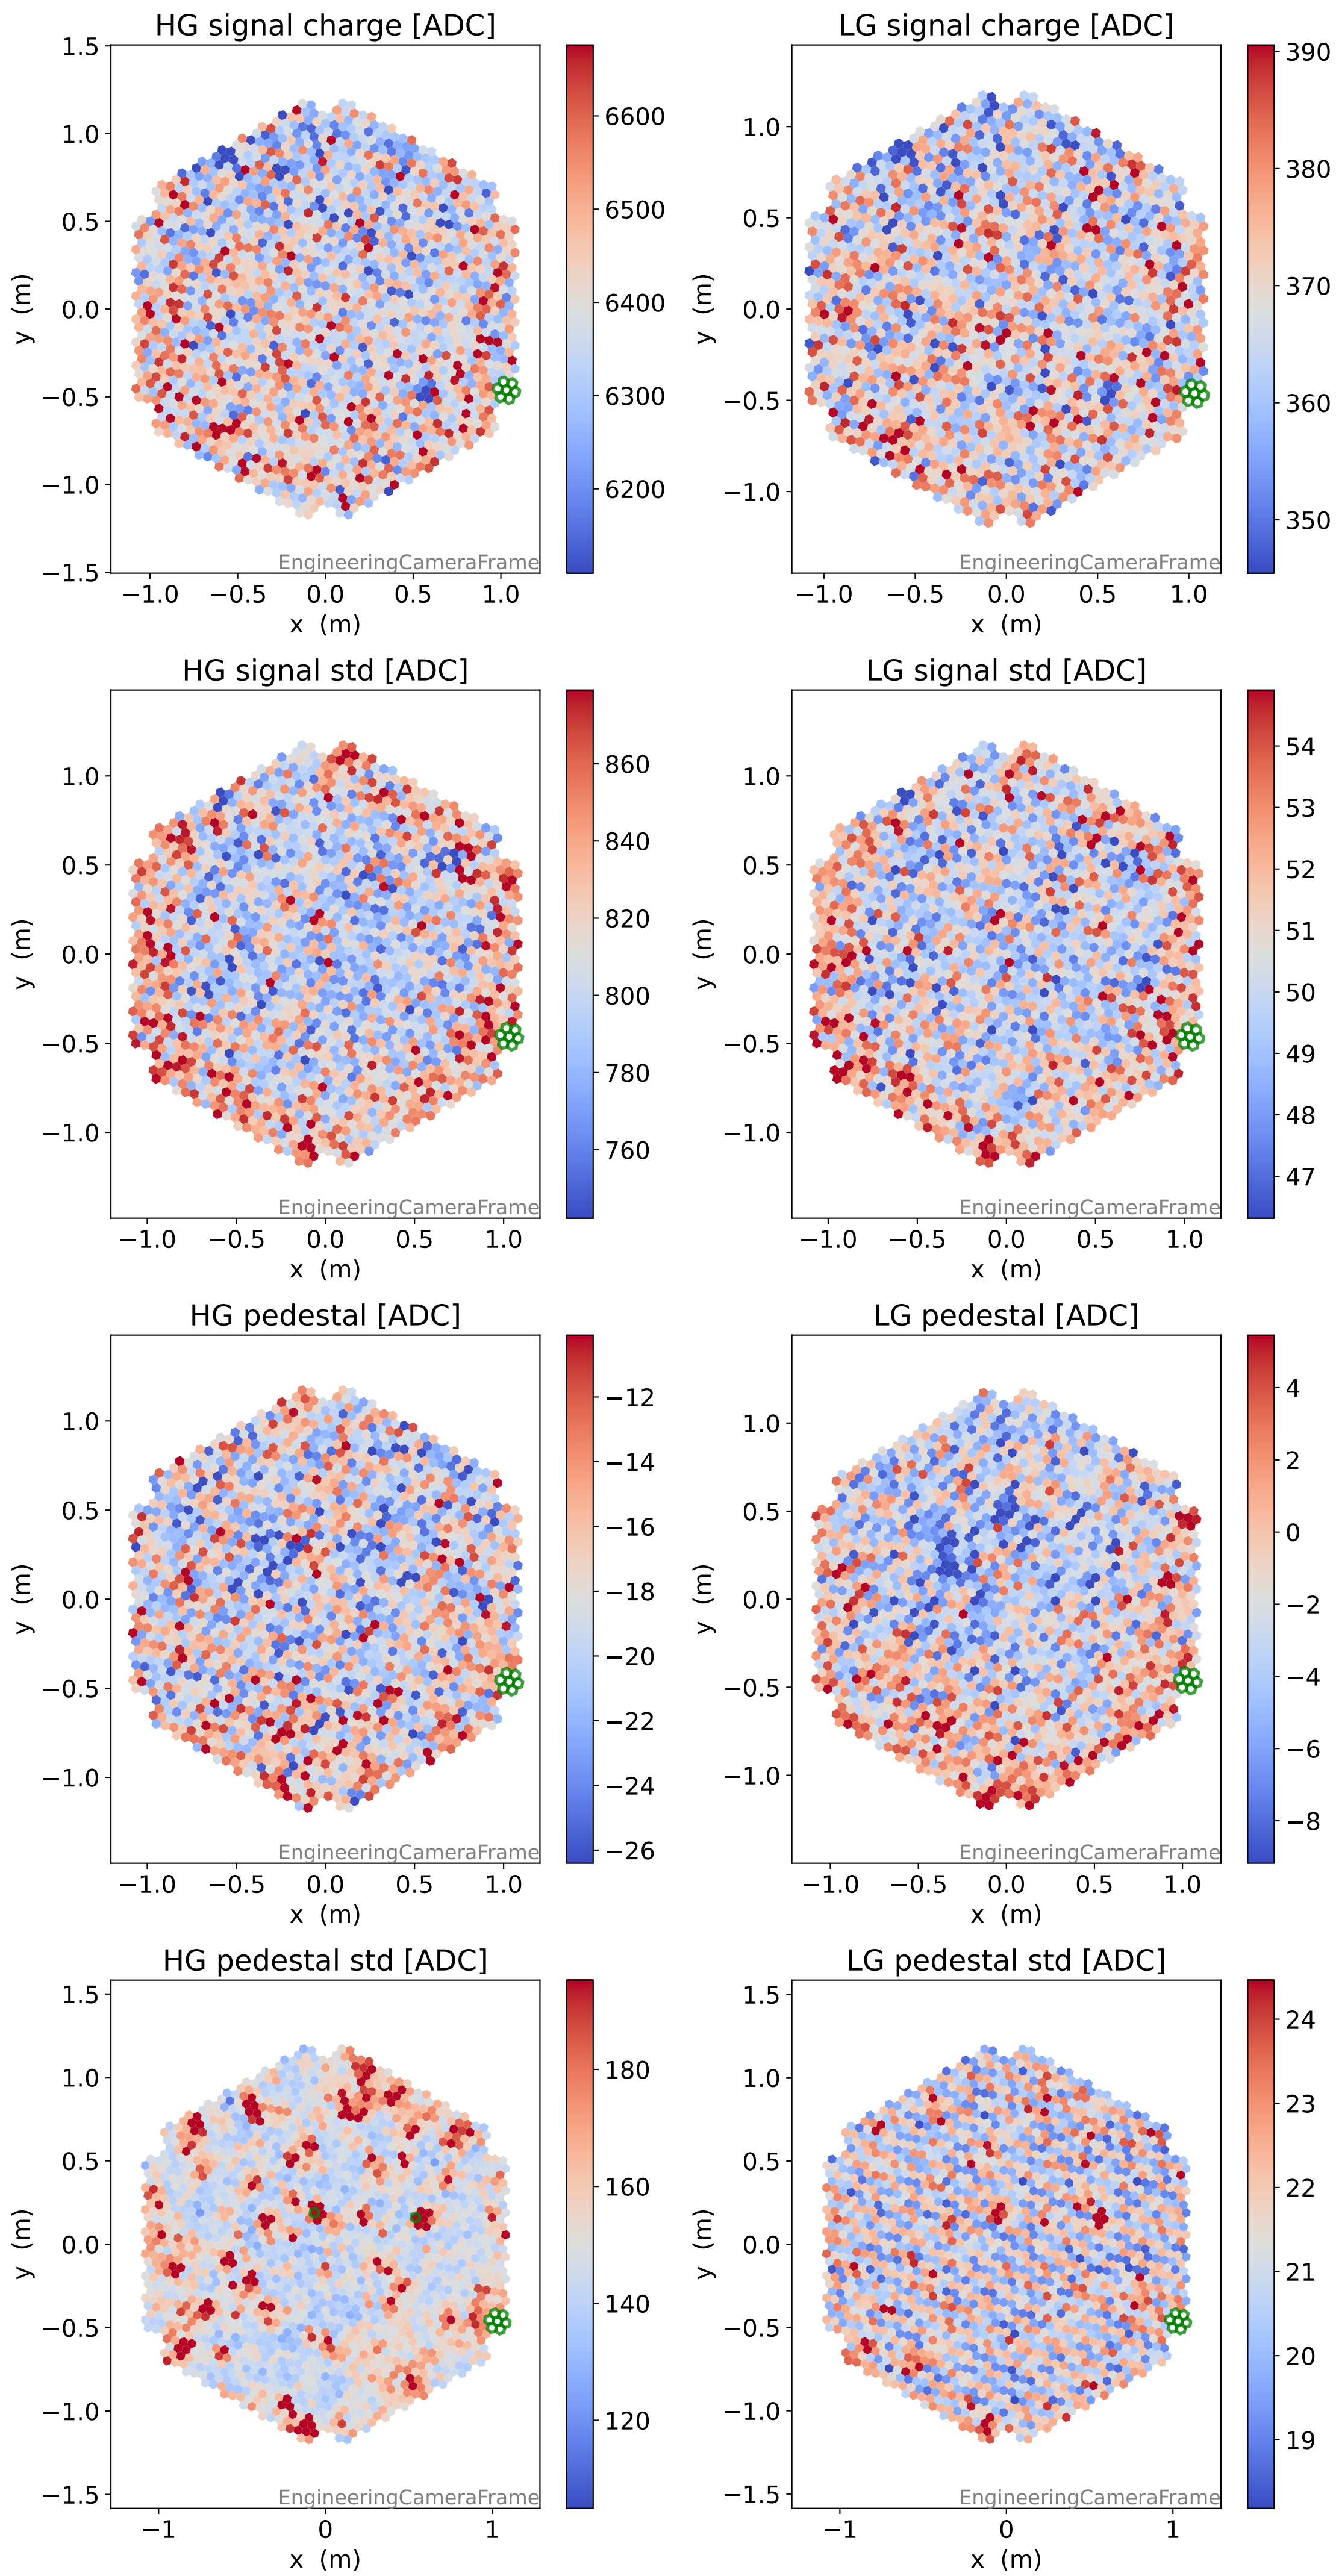 HG signal charge [ADC]
1.5
1.0
0.5
0.0
−0.5
−1.0
−1.5
y (m)
−1.0 −0.5 0.0 0.5 1.0
x (m)
EngineeringCameraFrame
6600
6500
6400
6300
6200
LG signal charge [ADC]
1.0
0.5
0.0
−0.5
−1.0
y (m)
−1.0 −0.5 0.0 0.5 1.0
x (m)
EngineeringCameraFrame
390
380
370
360
350
HG signal std [ADC]
1.0
0.5
0.0
−0.5
−1.0
y (m)
−1.0 −0.5 0.0 0.5 1.0
x (m)
EngineeringCameraFrame
860
840
820
800
780
760
LG signal std [ADC]
1.0
0.5
0.0
−0.5
−1.0
y (m)
−1.0 −0.5 0.0 0.5 1.0
x (m)
EngineeringCameraFrame
54
53
52
51
50
49
48
47
HG pedestal [ADC]
1.0
0.5
0.0
−0.5
−1.0
y (m)
−1.0 −0.5 0.0 0.5 1.0
x (m)
EngineeringCameraFrame
−12
−14
−16
−18
−20
−22
−24
−26
LG pedestal [ADC]
1.0
0.5
0.0
−0.5
−1.0
y (m)
−1.0 −0.5 0.0 0.5 1.0
x (m)
EngineeringCameraFrame
4
2
0
−2
−4
−6
−8
HG pedestal std [ADC]
1.5
1.0
0.5
0.0
−0.5
−1.0
−1.5
y (m)
−1 0 1
x (m)
EngineeringCameraFrame
180
160
140
120
LG pedestal std [ADC]
1.5
1.0
0.5
0.0
−0.5
−1.0
−1.5
y (m)
−1 0 1
x (m)
EngineeringCameraFrame
24
23
22
21
20
19